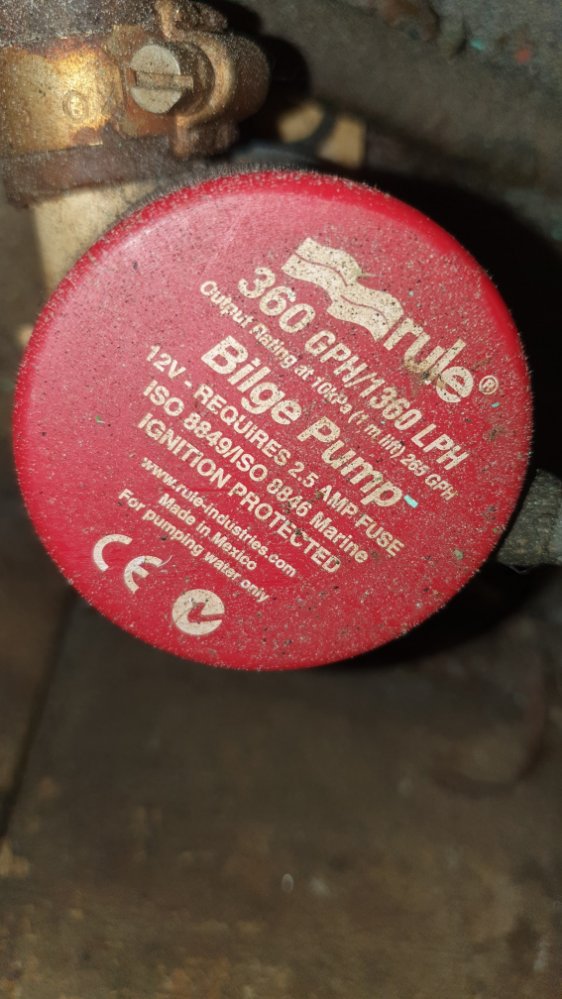 rule®
360 GPH/1360 LPH
Output Rating at 10kPa (1 m. lift) 265 GPH
Bilge Pump
12V - REQUIRES 2.5 AMP FUSE
ISO 8849/ISO 8846 Marine
IGNITION PROTECTED
www.rule-industries.com
Made in Mexico
For pumping water only
CE